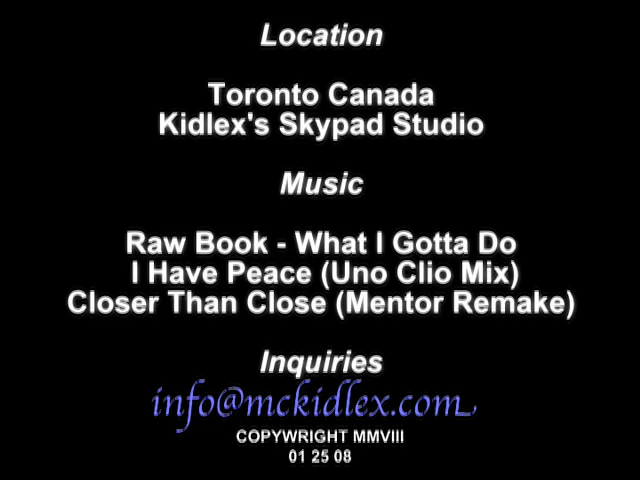 Location
Toronto Canada
Kidlex's Skypad Studio
Music
Raw Book - What I Gotta Do
I Have Peace (Uno Clio Mix)
Closer Than Close (Mentor Remake)
Inquiries
info@mckidlex.com
COPYWRIGHT MMVIII
01 25 08